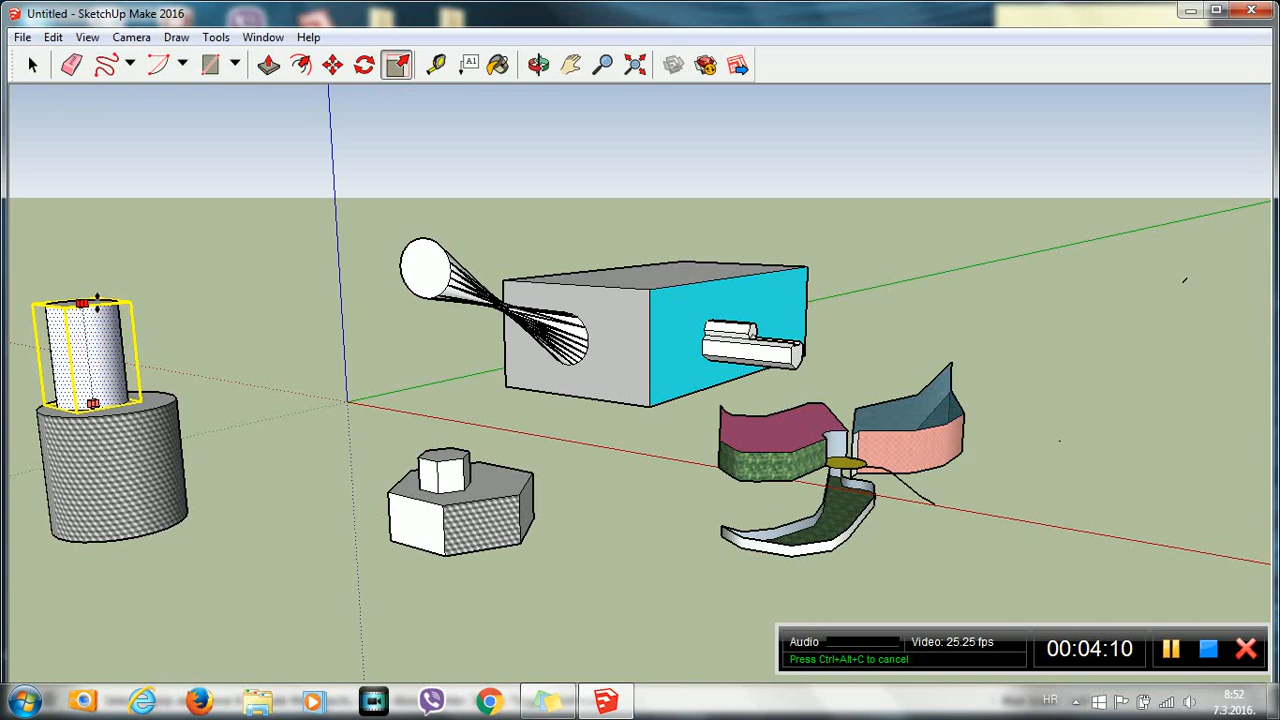 Untitled - SketchUp Make 2016
File Edit View Camera Draw Tools Window Help
A1
Audio Video: 25.25 fps
Press Ctrl+Alt+C to cancel
00:04:10
HR
8:52
7.3.2016.